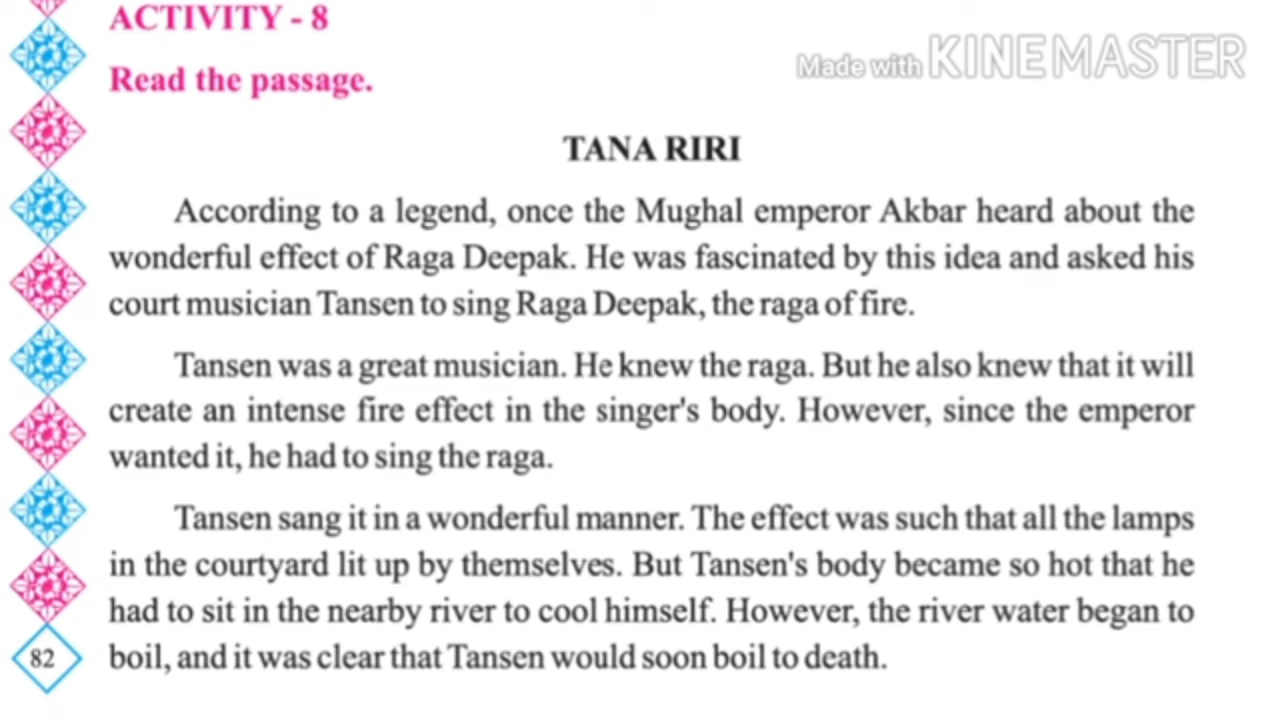 ACTIVITY - 8
Made with KINEMASTER
Read the passage.
TANA RIRI
According to a legend, once the Mughal emperor Akbar heard about the
wonderful effect of Raga Deepak. He was fascinated by this idea and asked his
court musician Tansen to sing Raga Deepak, the raga of fire.
Tansen was a great musician. He knew the raga. But he also knew that it will
create an intense fire effect in the singer's body. However, since the emperor
wanted it, he had to sing the raga.
Tansen sang it in a wonderful manner. The effect was such that all the lamps
in the courtyard lit up by themselves. But Tansen's body became so hot that he
had to sit in the nearby river to cool himself. However, the river water began to
boil, and it was clear that Tansen would soon boil to death.
82